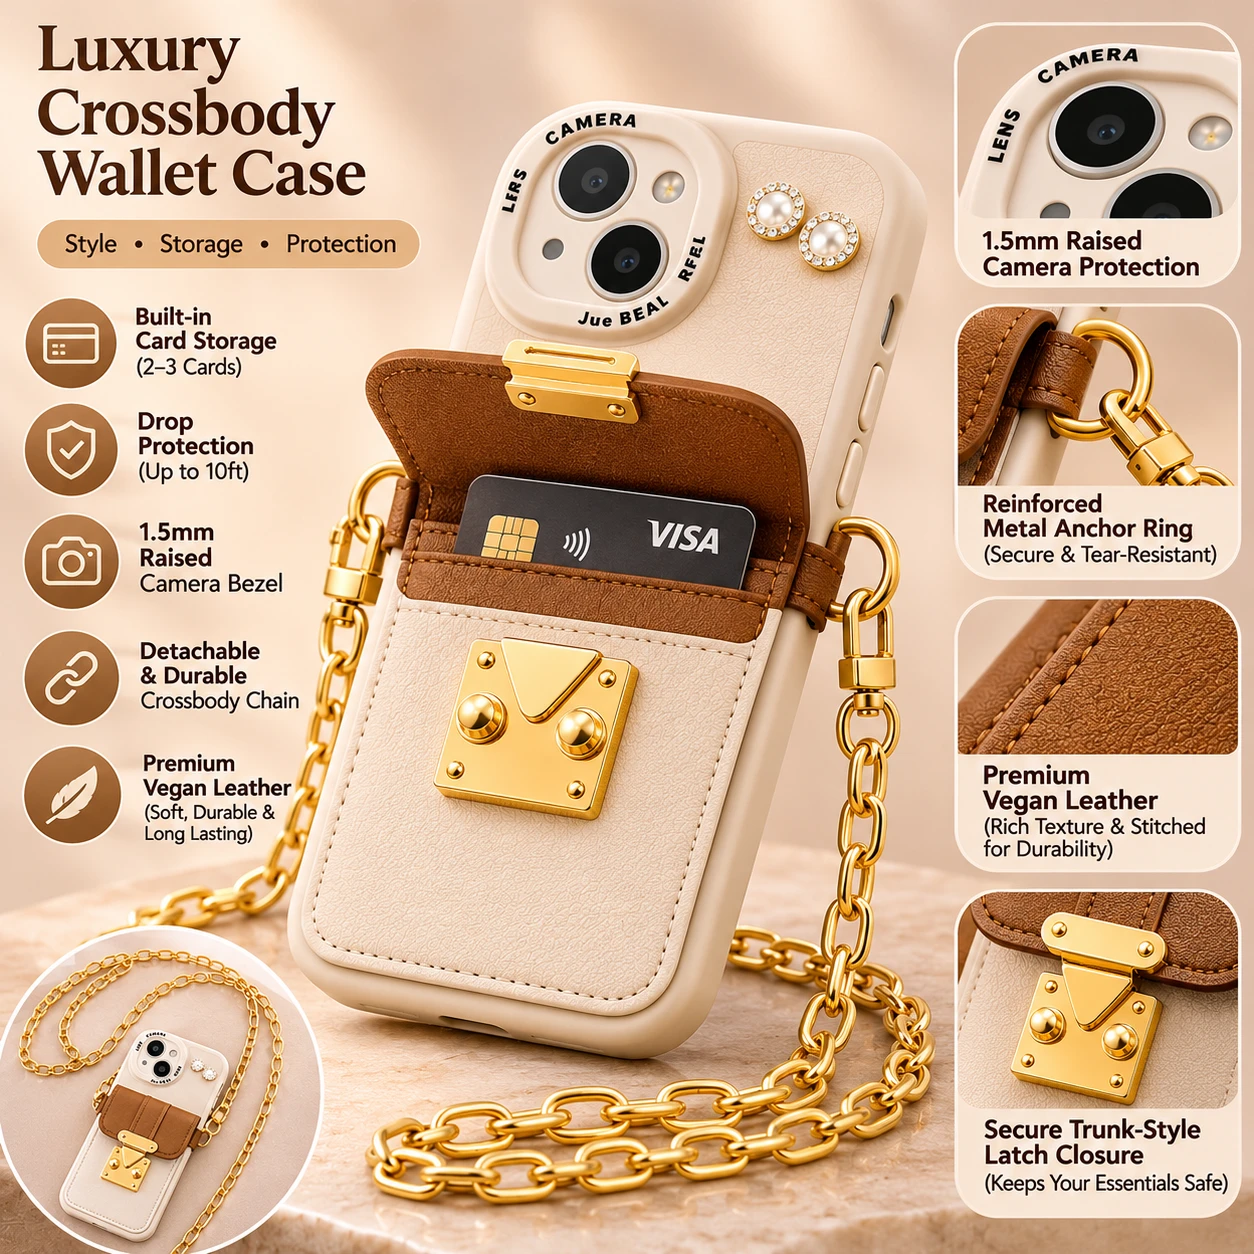 Luxury
Crossbody
Wallet Case
Style • Storage • Protection
Built-in
Card Storage
(2–3 Cards)
Drop
Protection
(Up to 10ft)
1.5mm
Raised
Camera Bezel
Detachable
& Durable
Crossbody Chain
Premium
Vegan Leather
(Soft, Durable &
Long Lasting)
LERS
CAMERA
Jue BEAL
RFEL
VISA
LENS
CAMERA
1.5mm Raised
Camera Protection
Reinforced
Metal Anchor Ring
(Secure & Tear-Resistant)
Premium
Vegan Leather
(Rich Texture & Stitched
for Durability)
Secure Trunk-Style
Latch Closure
(Keeps Your Essentials Safe)
CAMERA